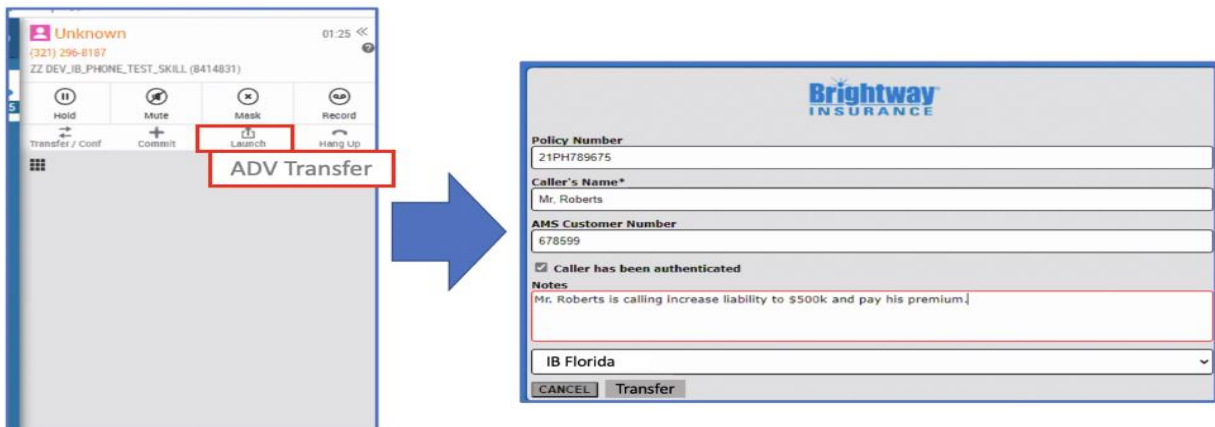 Unknown
01:25
(321) 296-8187
ZZ DEV_IB_PHONE_TEST_SKILL (8414831)
Hold Mute Mask Record
Transfer / Conf Commit Launch Hang Up
ADV Transfer
5
Brightway
INSURANCE
Policy Number
21PH789675
Caller's Name*
Mr. Roberts
AMS Customer Number
678599
Caller has been authenticated
Notes
Mr. Roberts is calling increase liability to $500k and pay his premium.
IB Florida
CANCEL Transfer